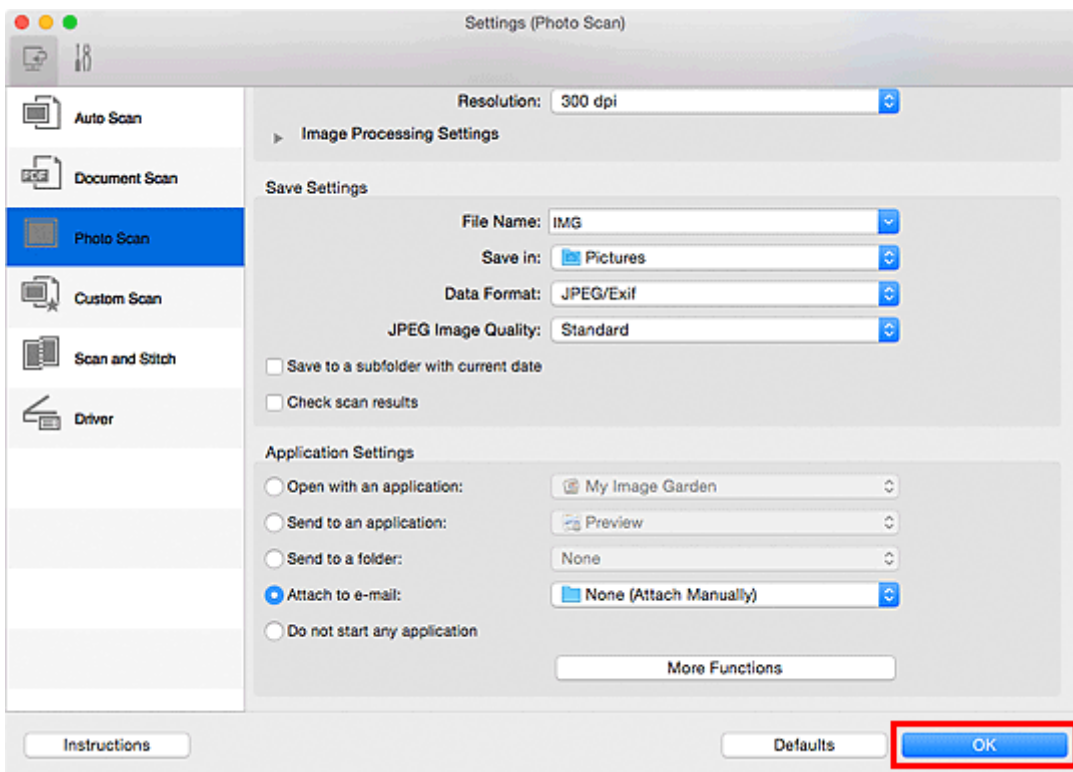 Settings (Photo Scan)
Auto Scan
Document Scan
Photo Scan
Custom Scan
Scan and Stitch
Driver
Resolution: 300 dpi
Image Processing Settings
Save Settings
File Name: IMG
Save in: Pictures
Data Format: JPEG/Exif
JPEG Image Quality: Standard
Save to a subfolder with current date
Check scan results
Application Settings
Open with an application: My Image Garden
Send to an application: Preview
Send to a folder: None
Attach to e-mail: None (Attach Manually)
Do not start any application
More Functions
Instructions Defaults OK